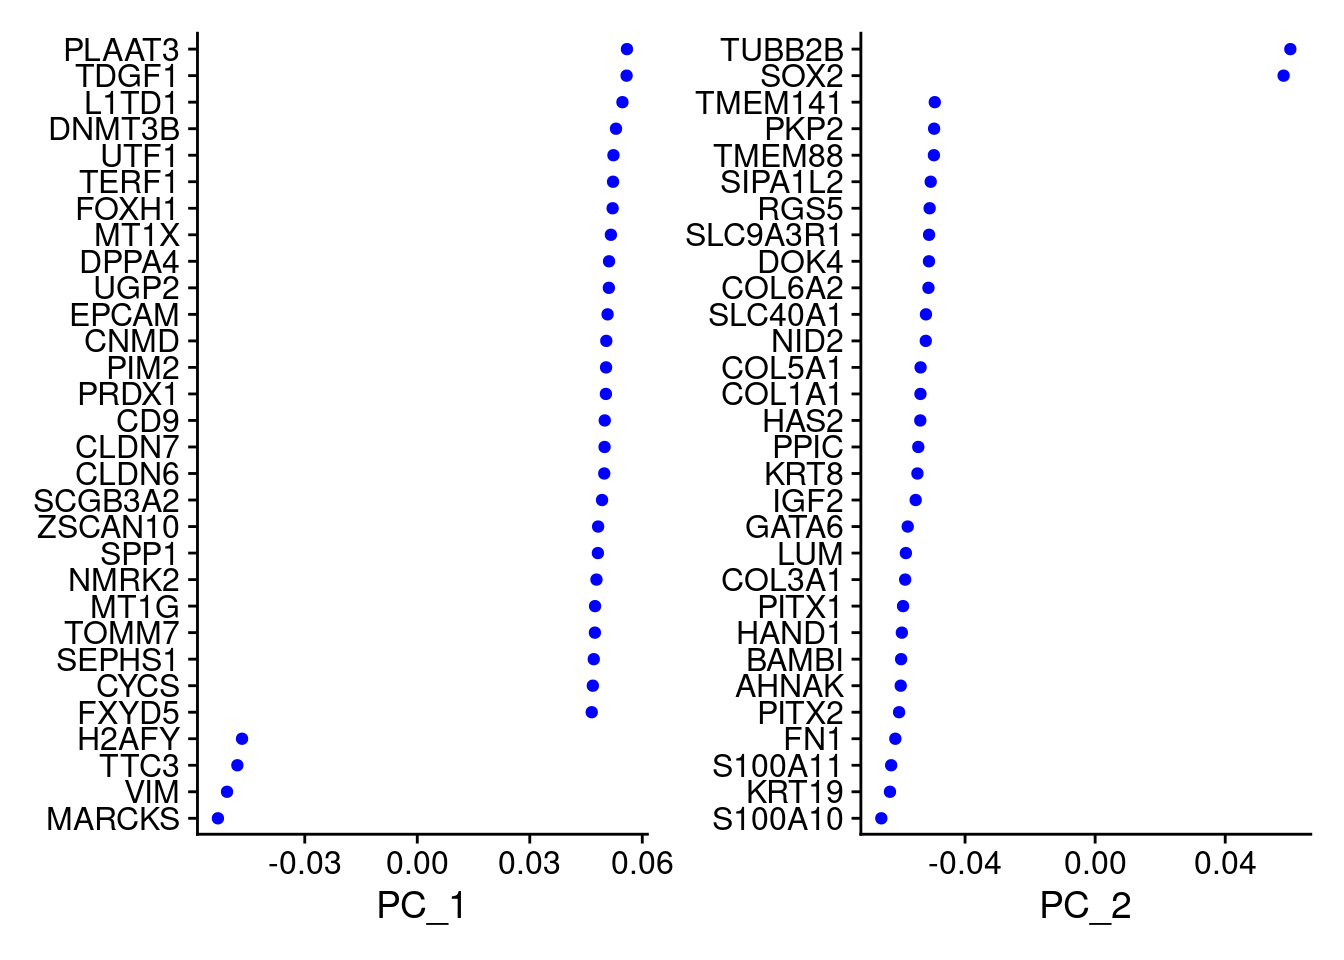 PLAAT3
TDGF1
L1TD1
DNMT3B
UTF1
TERF1
FOXH1
MT1X
DPPA4
UGP2
EPCAM
CNMD
PIM2
PRDX1
CD9
CLDN7
CLDN6
SCGB3A2
ZSCAN10
SPP1
NMRK2
MT1G
TOMM7
SEPHS1
CYCS
FXYD5
H2AFY
TTC3
VIM
MARCKS
-0.03 0.00 0.03 0.06
PC_1
TUBB2B
SOX2
TMEM141
PKP2
TMEM88
SIPA1L2
RGS5
SLC9A3R1
DOK4
COL6A2
SLC40A1
NID2
COL5A1
COL1A1
HAS2
PPIC
KRT8
IGF2
GATA6
LUM
COL3A1
PITX1
HAND1
BAMBI
AHNAK
PITX2
FN1
S100A11
KRT19
S100A10
-0.04 0.00 0.04
PC_2